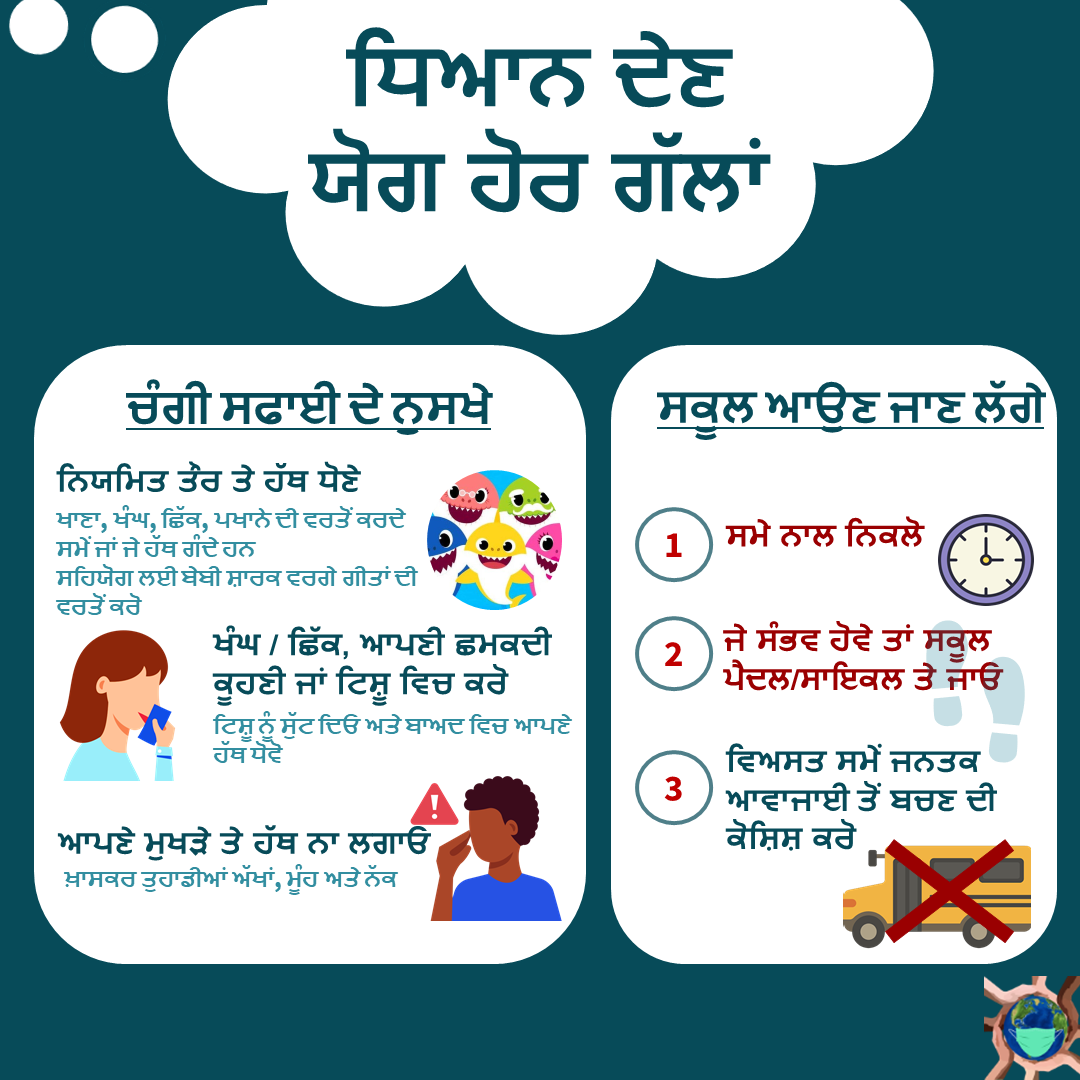 ਧਿਆਨ ਦੇਣ
ਯੋਗ ਹੋਰ ਗੱਲਾਂ
ਚੰਗੀ ਸਫਾਈ ਦੇ ਨੁਸਖੇ
ਨਿਯਮਿਤ ਤੌਰ ਤੇ ਹੱਥ ਧੋਣੇ
ਖਾਣਾ, ਖੰਘ, ਛਿੱਕ, ਪਖਾਨੇ ਦੀ ਵਰਤੋਂ ਕਰਦੇ
ਸਮੇਂ ਜਾਂ ਜੇ ਹੱਥ ਗੰਦੇ ਹਨ
ਸਹਿਯੋਗ ਲਈ ਬੇਬੀ ਸ਼ਾਰਕ ਵਰਗੇ ਗੀਤਾਂ ਦੀ
ਵਰਤੋਂ ਕਰੋ
ਖੰਘ / ਛਿੱਕ, ਆਪਣੀ ਛਮਕਦੀ
ਕੂਹਣੀ ਜਾਂ ਟਿਸ਼ੂ ਵਿਚ ਕਰੋ
ਟਿਸ਼ੂ ਨੂੰ ਸੁੱਟ ਦਿਓ ਅਤੇ ਬਾਅਦ ਵਿਚ ਆਪਣੇ
ਹੱਥ ਧੋਵੋ
ਆਪਣੇ ਮੁਖੜੇ ਤੇ ਹੱਥ ਨਾ ਲਗਾਓ
ਖ਼ਾਸਕਰ ਤੁਹਾਡੀਆਂ ਅੱਖਾਂ, ਮੂੰਹ ਅਤੇ ਨੱਕ
ਸਕੂਲ ਆਉਣ ਜਾਣ ਲੱਗੇ
1 ਸਮੇ ਨਾਲ ਨਿਕਲੋ
2 ਜੇ ਸੰਭਵ ਹੋਵੇ ਤਾਂ ਸਕੂਲ
ਪੈਦਲ/ਸਾਇਕਲ ਤੇ ਜਾਓ
3 ਵਿਅਸਤ ਸਮੇਂ ਜਨਤਕ
ਆਵਾਜਾਈ ਤੋਂ ਬਚਣ ਦੀ
ਕੋਸ਼ਿਸ਼ ਕਰੋ